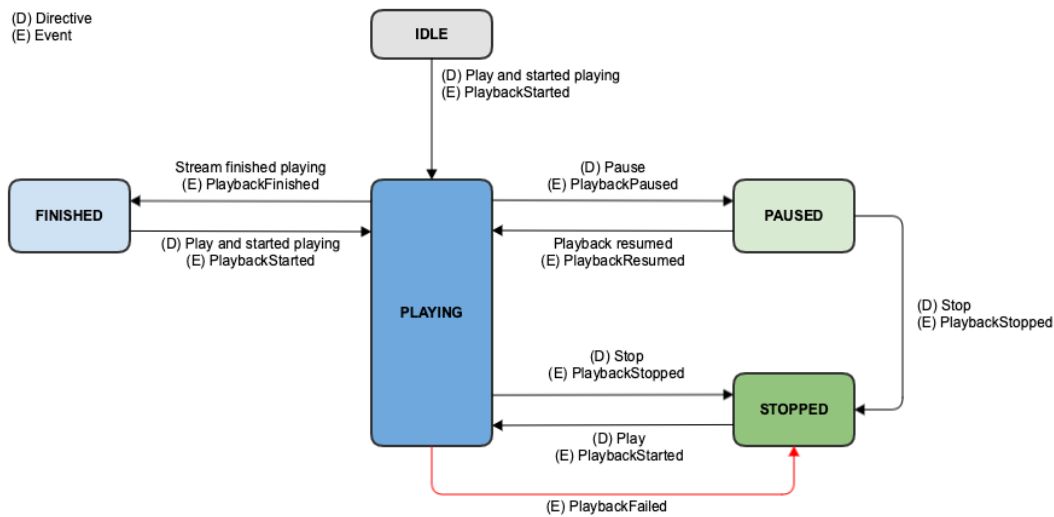 (D) Directive
(E) Event
IDLE
(D) Play and started playing
(E) PlaybackStarted
Stream finished playing
(E) PlaybackFinished
(D) Pause
(E) PlaybackPaused
FINISHED
PAUSED
(D) Play and started playing
(E) PlaybackStarted
Playback resumed
(E) PlaybackResumed
PLAYING
(D) Stop
(E) PlaybackStopped
(D) Stop
(E) PlaybackStopped
STOPPED
(D) Play
(E) PlaybackStarted
(E) PlaybackFailed